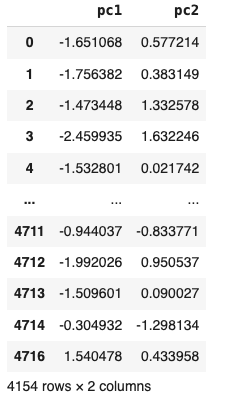 pc1 pc2
0 -1.651068 0.577214
1 -1.756382 0.383149
2 -1.473448 1.332578
3 -2.459935 1.632246
4 -1.532801 0.021742
... ... ...
4711 -0.944037 -0.833771
4712 -1.992026 0.950537
4713 -1.509601 0.090027
4714 -0.304932 -1.298134
4716 1.540478 0.433958
4154 rows × 2 columns